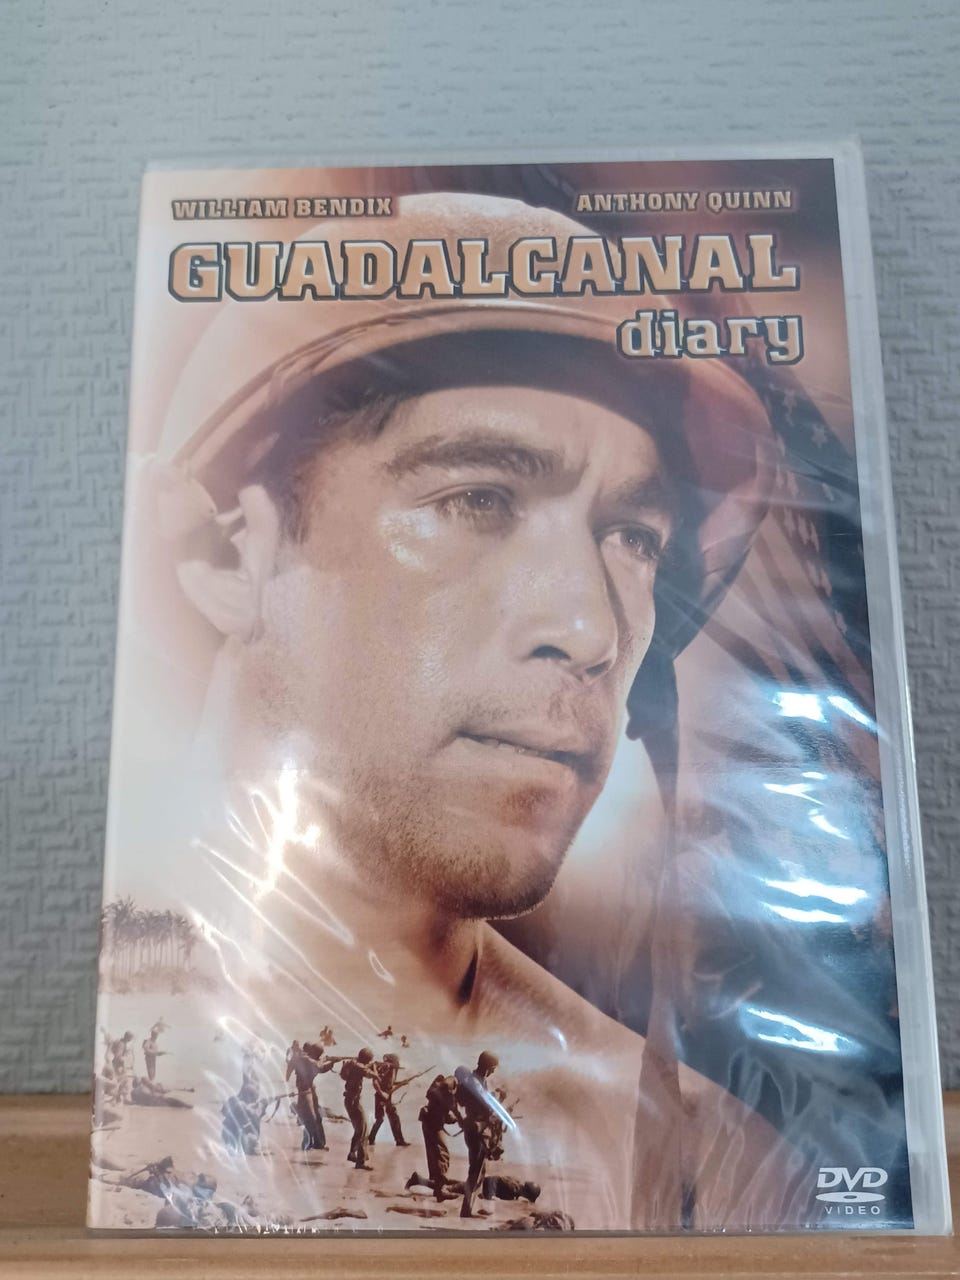 WILLIAM BENDIX ANTHONY QUINN
GUADALCANAL
diary
DVD
VIDEO